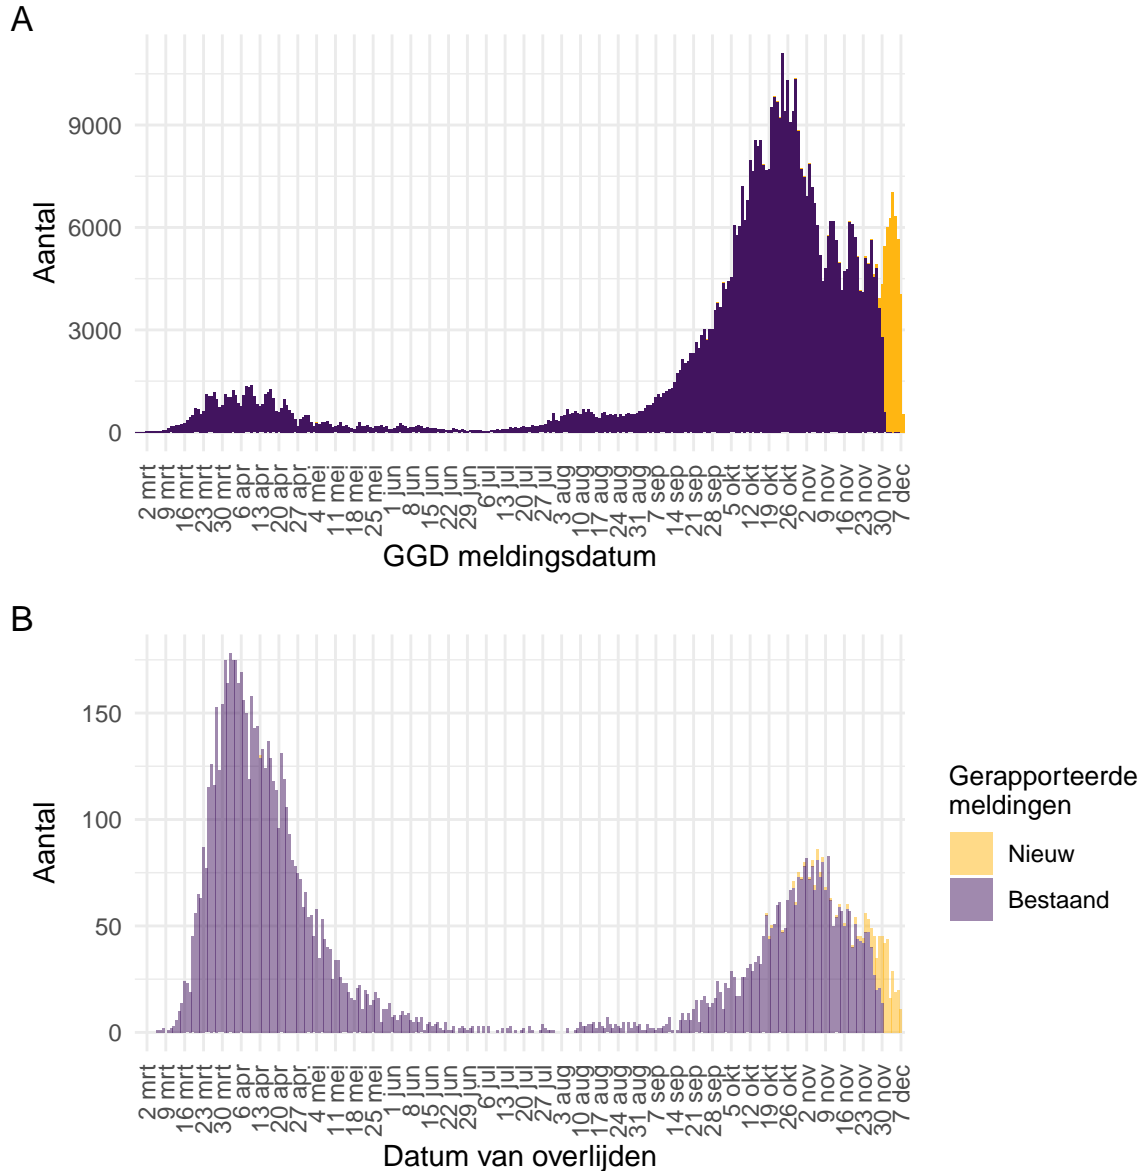 A
Aantal
9000
6000
3000
0
2 mrt
9 mrt
16 mrt
23 mrt
30 mrt
6 apr
13 apr
20 apr
27 apr
4 mei
11 mei
18 mei
25 mei
1 jun
8 jun
15 jun
22 jun
29 jun
6 jul
13 jul
20 jul
27 jul
3 aug
10 aug
17 aug
24 aug
31 aug
7 sep
14 sep
21 sep
28 sep
5 okt
12 okt
19 okt
26 okt
2 nov
9 nov
16 nov
23 nov
30 nov
7 dec
GGD meldingsdatum
B
Aantal
150
100
50
0
2 mrt
9 mrt
16 mrt
23 mrt
30 mrt
6 apr
13 apr
20 apr
27 apr
4 mei
11 mei
18 mei
25 mei
1 jun
8 jun
15 jun
22 jun
29 jun
6 jul
13 jul
20 jul
27 jul
3 aug
10 aug
17 aug
24 aug
31 aug
7 sep
14 sep
21 sep
28 sep
5 okt
12 okt
19 okt
26 okt
2 nov
9 nov
16 nov
23 nov
30 nov
7 dec
Datum van overlijden
Gerapporteerde
meldingen
Nieuw
Bestaand